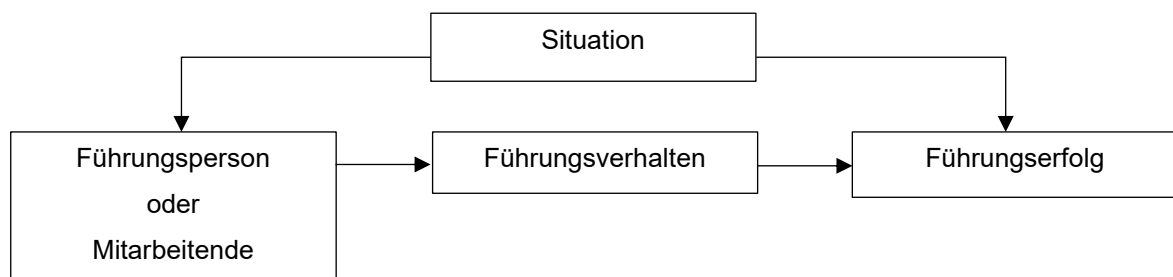 Situation
Führungsperson
oder
Mitarbeitende
Führungsverhalten
Führungserfolg